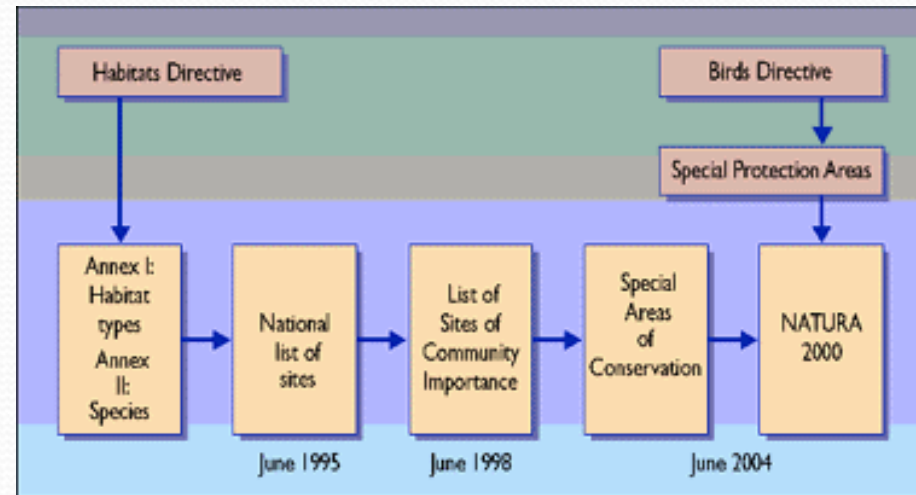 Habitats Directive
Birds Directive
Special Protection Areas
Annex I:
Habitat
types
Annex
II:
Species
National
list of
sites
List of
Sites of
Community
Importance
Special
Areas
of
Conservation
NATURA
2000
June 1995
June 1998
June 2004